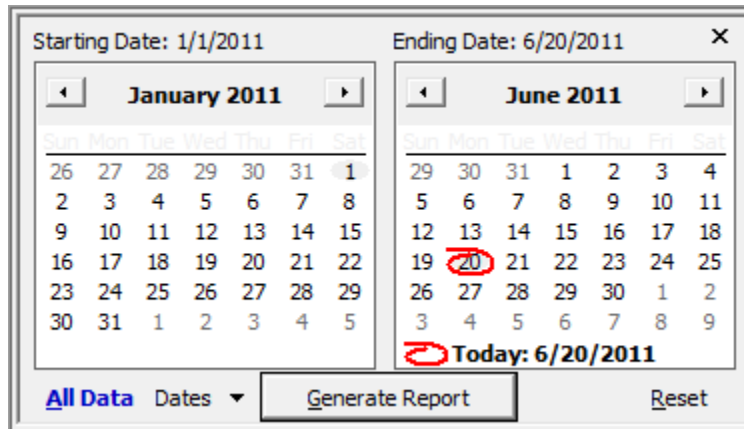 Starting Date: 1/1/2011
Ending Date: 6/20/2011
January 2011
Sun Mon Tue Wed Thu Fri Sat
26 27 28 29 30 31 1
2 3 4 5 6 7 8
9 10 11 12 13 14 15
16 17 18 19 20 21 22
23 24 25 26 27 28 29
30 31 1 2 3 4 5
June 2011
Sun Mon Tue Wed Thu Fri Sat
29 30 31 1 2 3 4
5 6 7 8 9 10 11
12 13 14 15 16 17 18
19 20 21 22 23 24 25
26 27 28 29 30 1 2
3 4 5 6 7 8 9
Today: 6/20/2011
All Data Dates Generate Report Reset